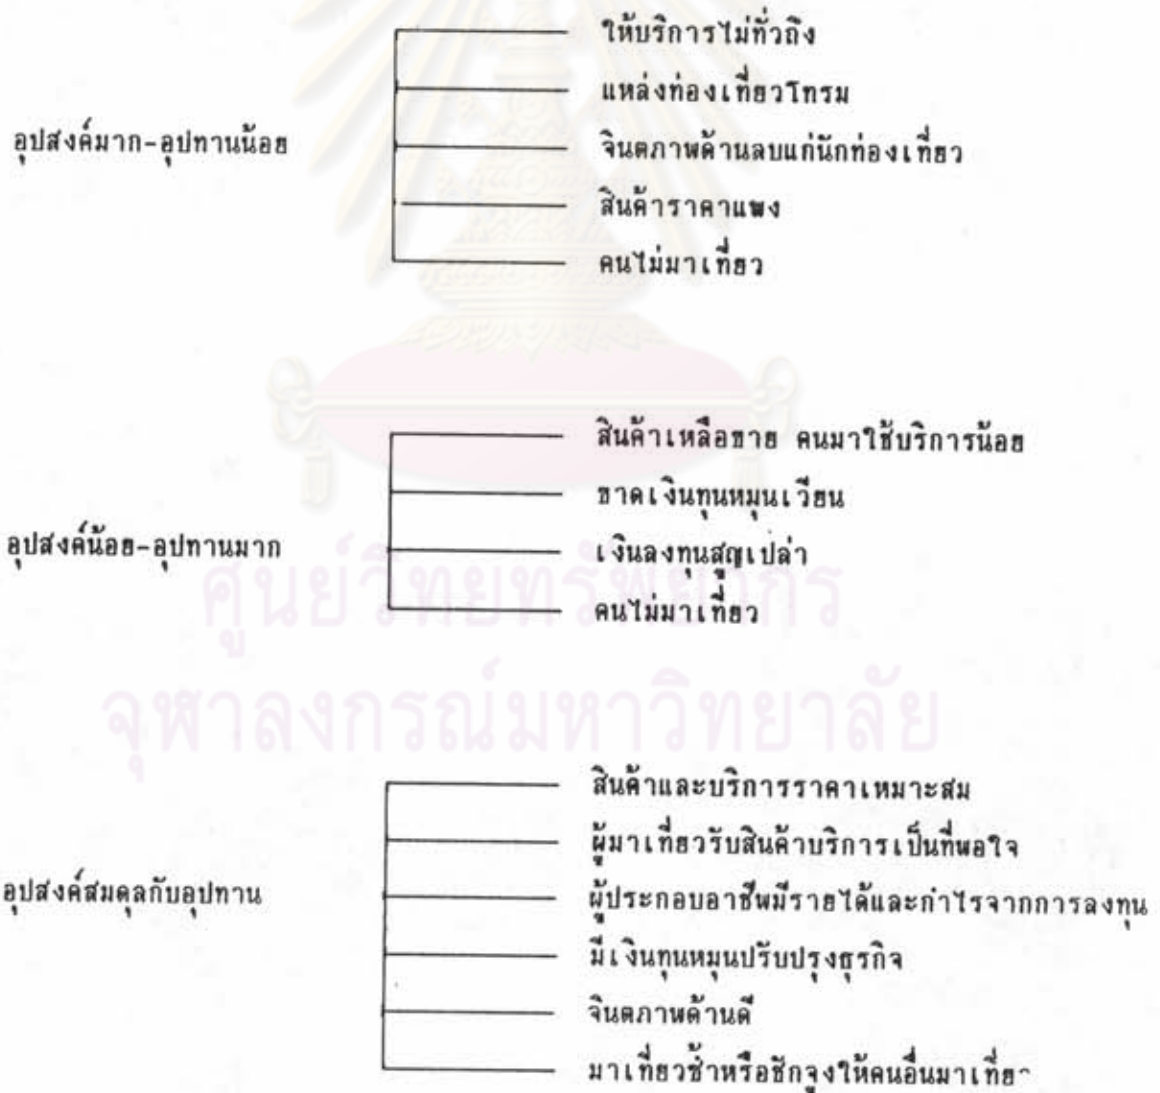 ให้บริการไม่ทั่วถึง
แหล่งท่องเที่ยวโทรม
อุปสงค์มาก-อุปทานน้อย
จินตภาพด้านลบแก่นักท่องเที่ยว
สินค้าราคาแพง
คนไม่มาเที่ยว
สินค้าเหลือขาย คนมาใช้บริการน้อย
ขาดเงินทุนหมุนเวียน
อุปสงค์น้อย-อุปทานมาก
เงินลงทุนสูญเปล่า
คนไม่มาเที่ยว
ศูนย์วิทยทรัพยากร
จุฬาลงกรณ์มหาวิทยาลัย
สินค้าและบริการราคาเหมาะสม
ผู้มาเที่ยวรับสินค้าบริการเป็นที่พอใจ
อุปสงค์สมดุลกับอุปทาน
ผู้ประกอบอาชีพมีรายได้และกำไรจากการลงทุน
มีเงินทุนหมุนปรับปรุงธุรกิจ
จินตภาพด้านดี
มาเที่ยวซ้ำหรือชักจูงให้คนอื่นมาเที่ยว